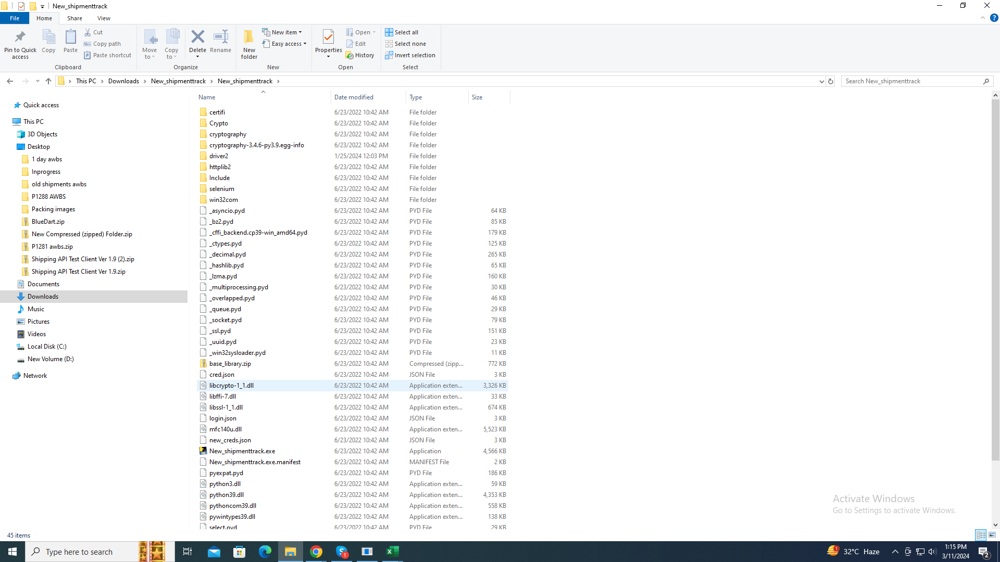 New_shipmenttrack
File Home Share View
Pin to Quick access
Copy
Paste
Cut
Copy path
Paste shortcut
Clipboard
Move to
Copy to
Delete
Rename
Organize
New folder
New item
Easy access
New
Properties
Open
Edit
History
Open
Select all
Select none
Invert selection
Select
This PC > Downloads > New_shipmenttrack > New_shipmenttrack >
Search New_shipmenttrack
Quick access
This PC
3D Objects
Desktop
1 day awbs
Inprogress
old shipments awbs
P1288 AWBS
Packing images
BlueDart.zip
New Compressed (zipped) Folder.zip
P1281 awbs.zip
Shipping API Test Client Ver 1.9 (2).zip
Shipping API Test Client Ver 1.9.zip
Documents
Downloads
Music
Pictures
Videos
Local Disk (C:)
New Volume (D:)
Network
Name Date modified Type Size
certifi 6/23/2022 10:42 AM File folder
Crypto 6/23/2022 10:42 AM File folder
cryptography 6/23/2022 10:42 AM File folder
cryptography-3.4.6-py3.9.egg-info 6/23/2022 10:42 AM File folder
driver2 1/25/2024 12:03 PM File folder
httplib2 6/23/2022 10:42 AM File folder
Include 6/23/2022 10:42 AM File folder
selenium 6/23/2022 10:42 AM File folder
win32com 6/23/2022 10:42 AM File folder
_asyncio.pyd 6/23/2022 10:42 AM PYD File 64 KB
_bz2.pyd 6/23/2022 10:42 AM PYD File 85 KB
_cffi_backend.cp39-win_amd64.pyd 6/23/2022 10:42 AM PYD File 179 KB
_ctypes.pyd 6/23/2022 10:42 AM PYD File 125 KB
_decimal.pyd 6/23/2022 10:42 AM PYD File 265 KB
_hashlib.pyd 6/23/2022 10:42 AM PYD File 65 KB
_lzma.pyd 6/23/2022 10:42 AM PYD File 160 KB
_multiprocessing.pyd 6/23/2022 10:42 AM PYD File 30 KB
_overlapped.pyd 6/23/2022 10:42 AM PYD File 46 KB
_queue.pyd 6/23/2022 10:42 AM PYD File 29 KB
_socket.pyd 6/23/2022 10:42 AM PYD File 79 KB
_ssl.pyd 6/23/2022 10:42 AM PYD File 151 KB
_uuid.pyd 6/23/2022 10:42 AM PYD File 23 KB
_win32sysloader.pyd 6/23/2022 10:42 AM PYD File 11 KB
base_library.zip 6/23/2022 10:42 AM Compressed (zipp... 772 KB
cred.json 6/23/2022 10:42 AM JSON File 3 KB
libcrypto-1_1.dll 6/23/2022 10:42 AM Application exten... 3,326 KB
libffi-7.dll 6/23/2022 10:42 AM Application exten... 33 KB
libssl-1_1.dll 6/23/2022 10:42 AM Application exten... 674 KB
login.json 6/23/2022 10:42 AM JSON File 3 KB
mfc140u.dll 6/23/2022 10:42 AM Application exten... 5,523 KB
new_creds.json 6/23/2022 10:42 AM JSON File 3 KB
New_shipmenttrack.exe 6/23/2022 10:42 AM Application 4,566 KB
New_shipmenttrack.exe.manifest 6/23/2022 10:42 AM MANIFEST File 2 KB
pyexpat.pyd 6/23/2022 10:42 AM PYD File 186 KB
python3.dll 6/23/2022 10:42 AM Application exten... 59 KB
python39.dll 6/23/2022 10:42 AM Application exten... 4,353 KB
pythoncom39.dll 6/23/2022 10:42 AM Application exten... 558 KB
pywintypes39.dll 6/23/2022 10:42 AM Application exten... 138 KB
select.pyd 6/23/2022 10:42 AM PYD File 29 KB
Activate Windows
Go to Settings to activate Windows.
45 items
Type here to search
1
1
32°C Haze
1:15 PM
3/11/2024
2